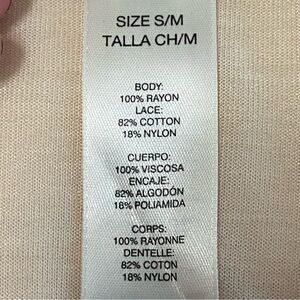 SIZE S/M
TALLA CH/M
BODY:
100% RAYON
LACE:
82% COTTON
18% NYLON
CUERPO:
100% VISCOSA
ENCAJE:
82% ALGODÓN
18% POLIAMIDA
CORPS:
100% RAYONNE
DENTELLE:
82% COTON
18% NYLON